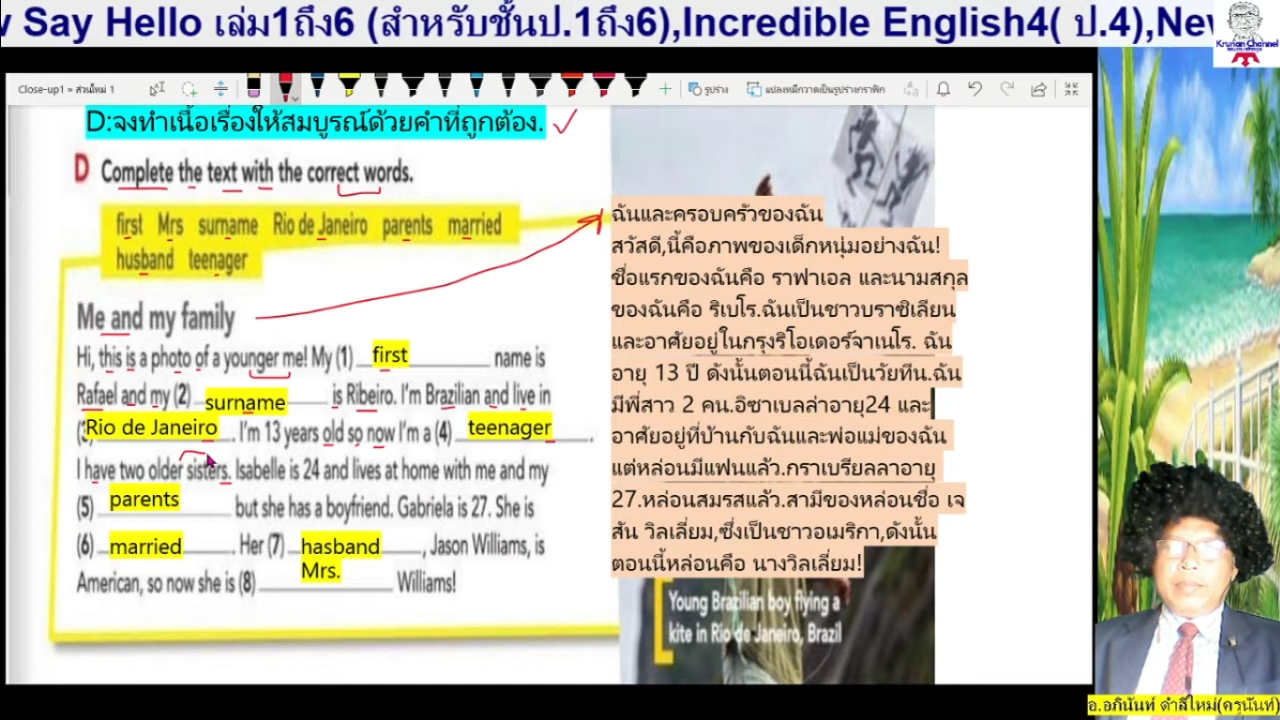 Say Hello เล่ม1ถึง6 (สำหรับชั้นป.1ถึง6),Incredible English4( ป.4),Nev
Krunan Channel
Close-up1 » ส่วนใหม่ 1
รูปร่าง
แปลงหมึกวาดเป็นรูปร่างกราฟิก
D:จงทำเนื้อเรื่องให้สมบูรณ์ด้วยคำที่ถูกต้อง.
D Complete the text with the correct words.
first Mrs surname Rio de Janeiro parents married
husband teenager
Me and my family
Hi, this is a photo of a younger me! My (1) first name is
Rafael and my (2) surname is Ribeiro. I'm Brazilian and live in
(3) Rio de Janeiro. I'm 13 years old so now I'm a (4) teenager.
I have two older sisters. Isabelle is 24 and lives at home with me and my
(5) parents but she has a boyfriend. Gabriela is 27. She is
(6) married. Her (7) hasband, Jason Williams, is
American, so now she is (8) Mrs. Williams!
ฉันและครอบครัวของฉัน
สวัสดี,นี้คือภาพของเด็กหนุ่มอย่างฉัน!
ชื่อแรกของฉันคือ ราฟาเอล และนามสกุล
ของฉันคือ ริเบโร.ฉันเป็นชาวบราซิเลียน
และอาศัยอยู่ในกรุงริโอเดอร์จาเนโร. ฉัน
อายุ 13 ปี ดังนั้นตอนนี้ฉันเป็นวัยทีน.ฉัน
มีพี่สาว 2 คน.อิซาเบลล่าอายุ24 และ
อาศัยอยู่ที่บ้านกับฉันและพ่อแม่ของฉัน
แต่หล่อนมีแฟนแล้ว.กราเบรียลลาอายุ
27.หล่อนสมรสแล้ว.สามีของหล่อนชื่อ เจ
สัน วิลเลี่ยม,ซึ่งเป็นชาวอเมริกา,ดังนั้น
ตอนนี้หล่อนคือ นางวิลเลี่ยม!
Young Brazilian boy flying a
kite in Rio de Janeiro, Brazil
อ.อภินันท์ คำสีใหม่(ครูนันท์)